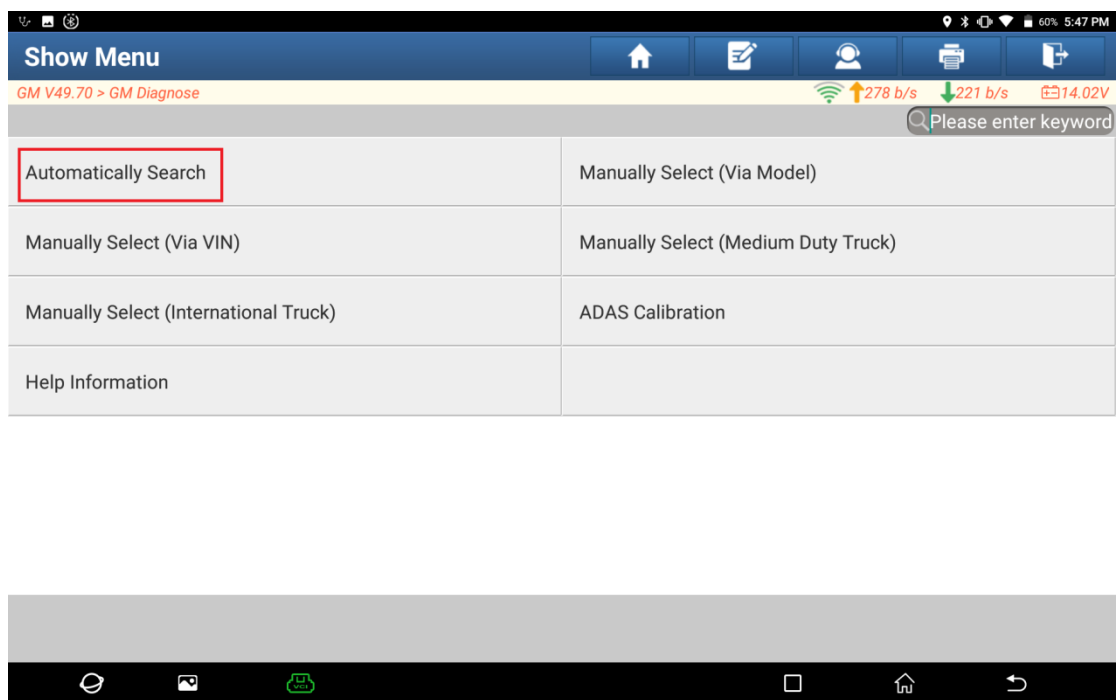 60% 5:47 PM
Show Menu
GM V49.70 > GM Diagnose
278 b/s 221 b/s 14.02V
Please enter keyword
Automatically Search
Manually Select (Via Model)
Manually Select (Via VIN)
Manually Select (Medium Duty Truck)
Manually Select (International Truck)
ADAS Calibration
Help Information
VCI